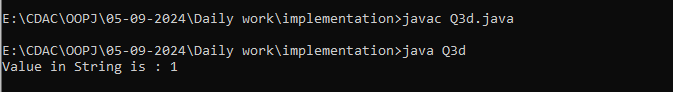 E:\CDAC\OOPJ\05-09-2024\Daily work\implementation>javac Q3d.java
E:\CDAC\OOPJ\05-09-2024\Daily work\implementation>java Q3d
Value in String is : 1